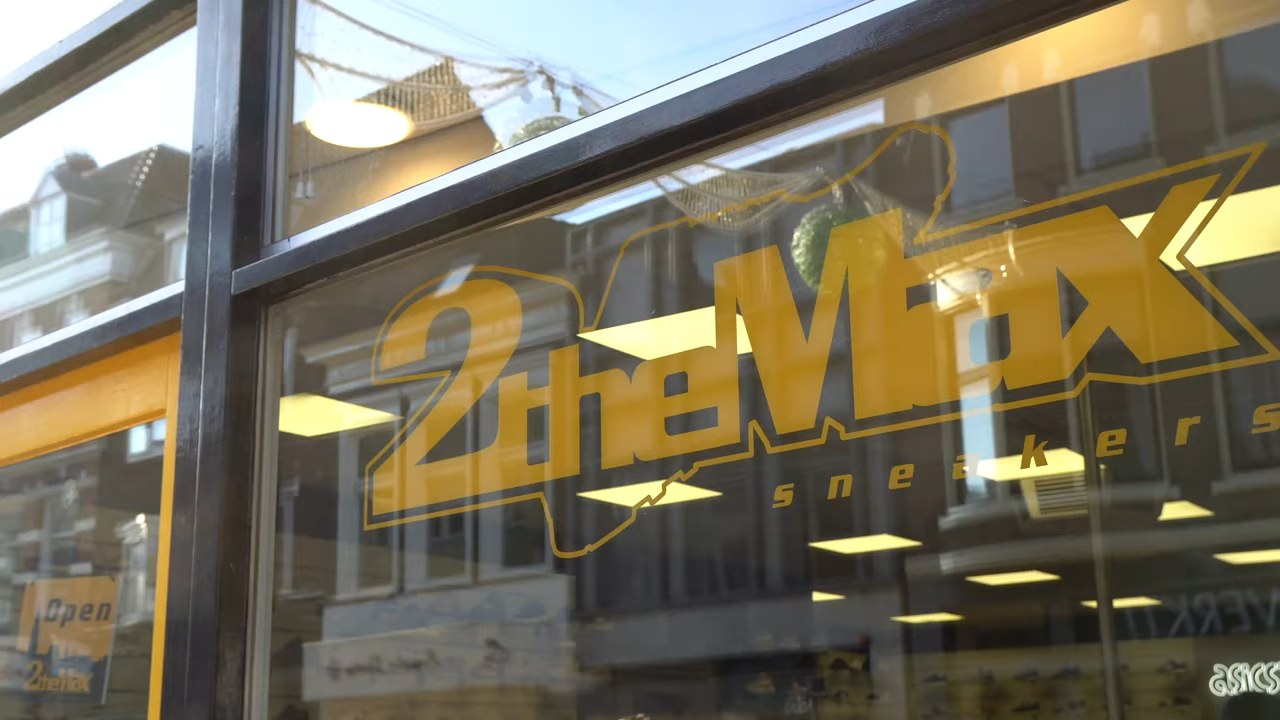 2theMax
sneakers
Open
2theMax
asics